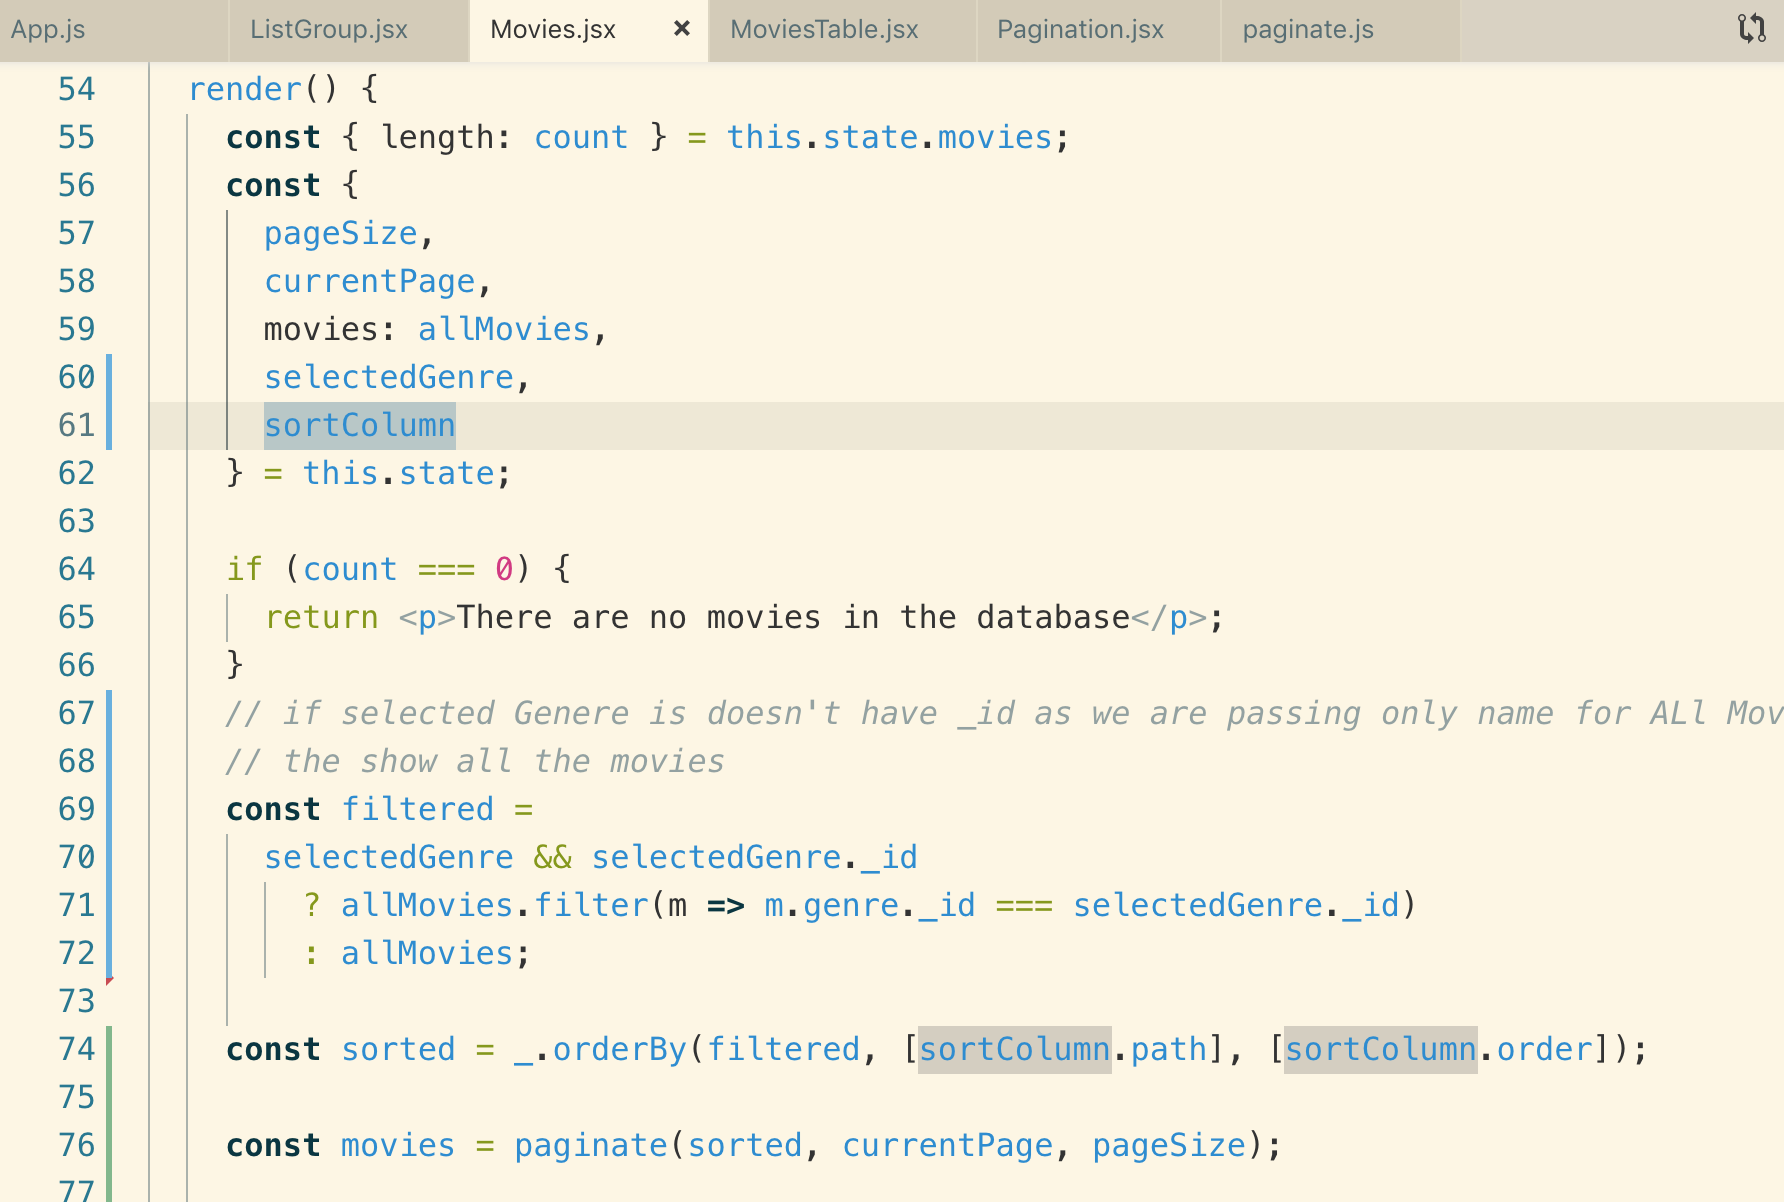 App.js ListGroup.jsx Movies.jsx × MoviesTable.jsx Pagination.jsx paginate.js
54 render() {
55 const { length: count } = this.state.movies;
56 const {
57 pageSize,
58 currentPage,
59 movies: allMovies,
60 selectedGenre,
61 sortColumn
62 } = this.state;
63
64 if (count === 0) {
65 return <p>There are no movies in the database</p>;
66 }
67 // if selected Genere is doesn't have _id as we are passing only name for ALl Mov
68 // the show all the movies
69 const filtered =
70 selectedGenre && selectedGenre._id
71 ? allMovies.filter(m => m.genre._id === selectedGenre._id)
72 : allMovies;
73
74 const sorted = _.orderBy(filtered, [sortColumn.path], [sortColumn.order]);
75
76 const movies = paginate(sorted, currentPage, pageSize);
77